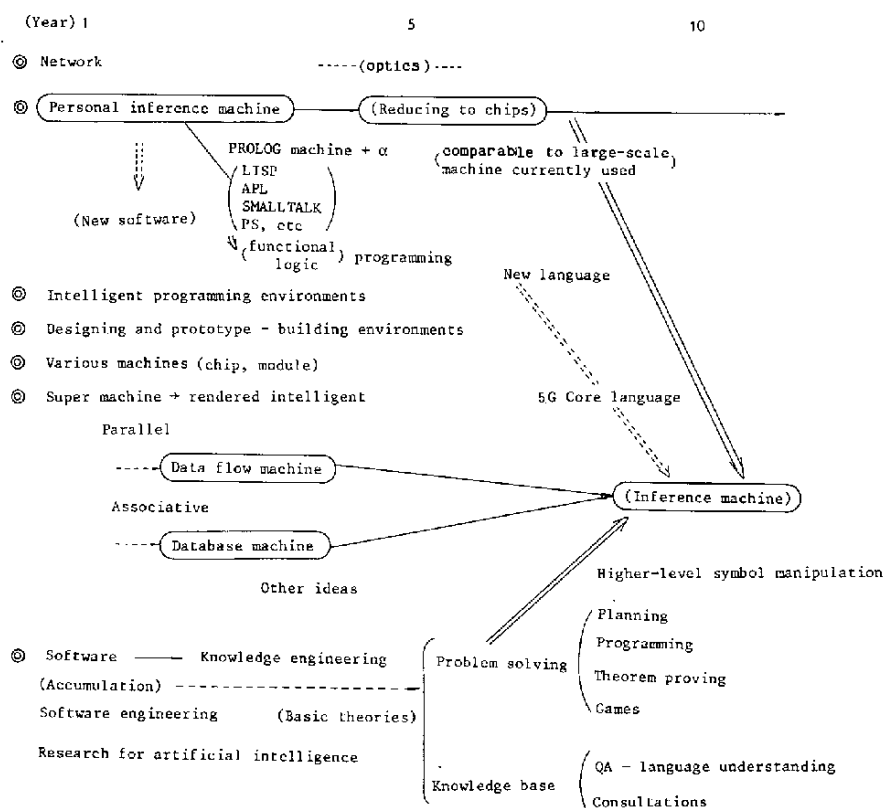 (Year) 1 5 10
◎ Network -----(optics)----
◎ Personal inference machine (Reducing to chips)
PROLOG machine + α
(comparable to large-scale machine currently used)
LISP
APL
SMALLTALK
PS, etc
(New software)
(functional logic) programming
New language
◎ Intelligent programming environments
◎ Designing and prototype - building environments
◎ Various machines (chip, module)
◎ Super machine → rendered intelligent
5G Core language
Parallel
Data flow machine
(Inference machine)
Associative
Database machine
Other ideas
Higher-level symbol manipulation
◎ Software —— Knowledge engineering
(Accumulation)
Software engineering (Basic theories)
Research for artificial intelligence
Problem solving
Planning
Programming
Theorem proving
Games
Knowledge base
QA - language understanding
Consultations